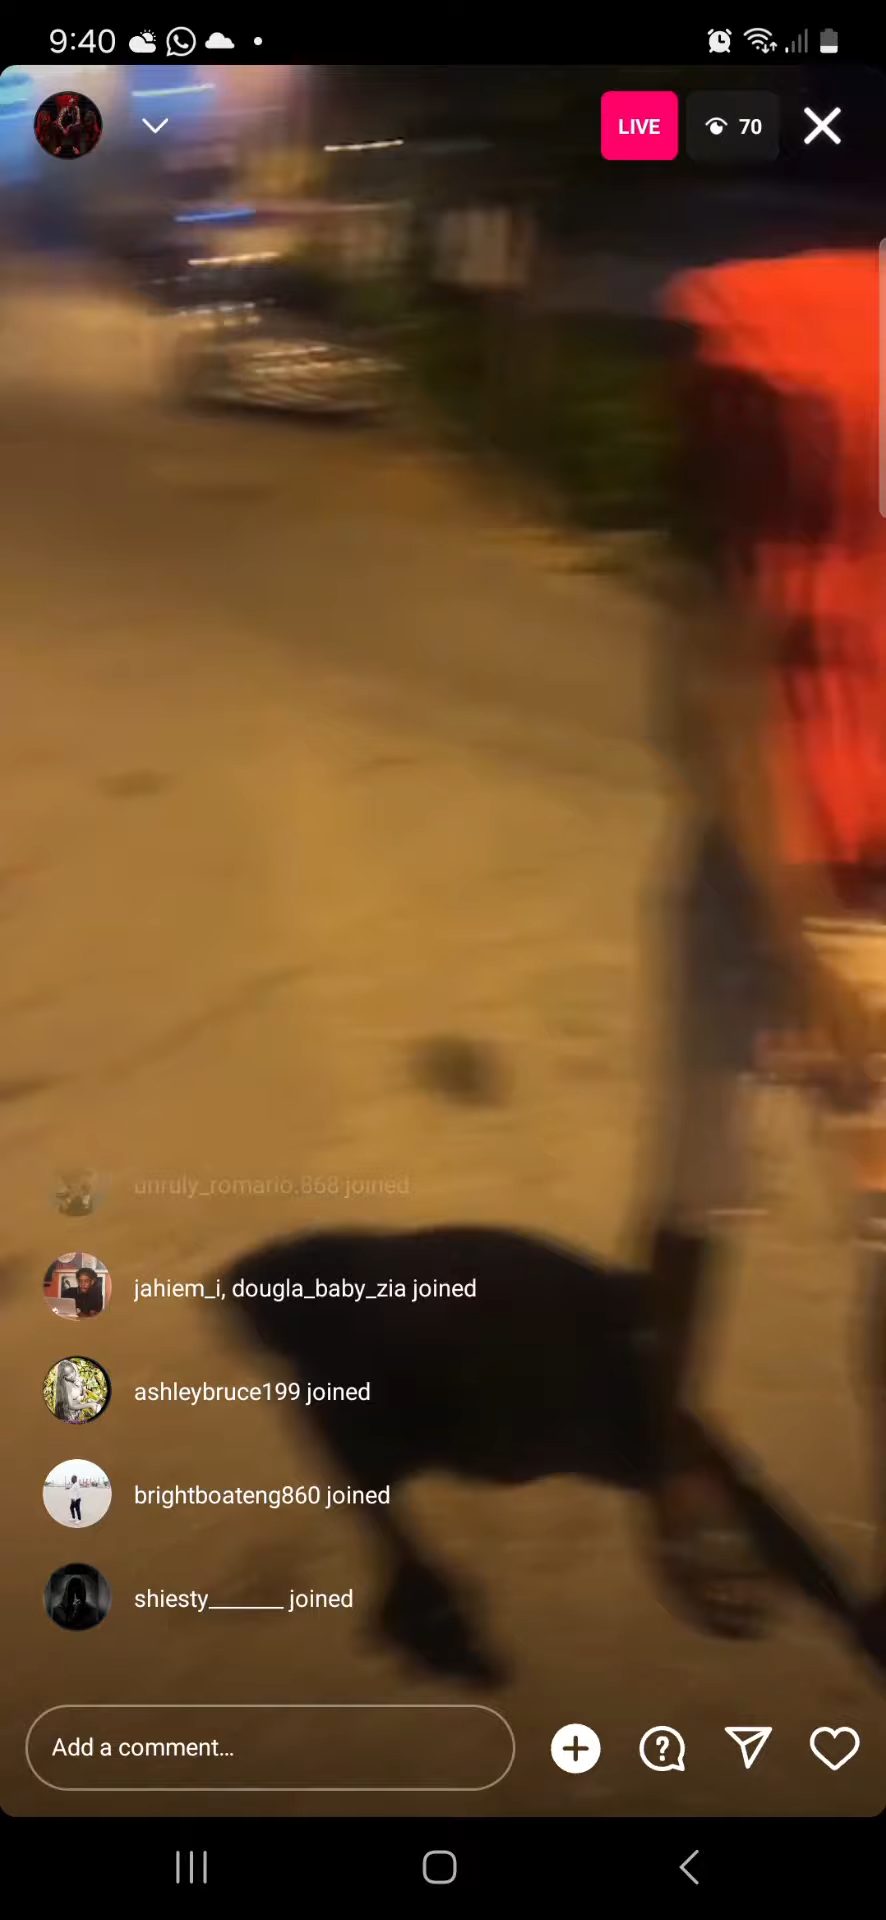 9:40
LIVE
70
unruly_romario.868 joined
jahiem_i, dougla_baby_zia joined
ashleybruce199 joined
brightboateng860 joined
shiesty_______ joined
Add a comment...